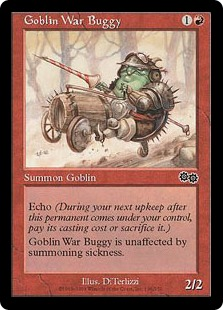 Goblin War Buggy 1
Summon Goblin
Echo (During your next upkeep after
this permanent comes under your control,
pay its casting cost or sacrifice it.)
Goblin War Buggy is unaffected by
summoning sickness.
Illus. DiTerlizzi
2/2